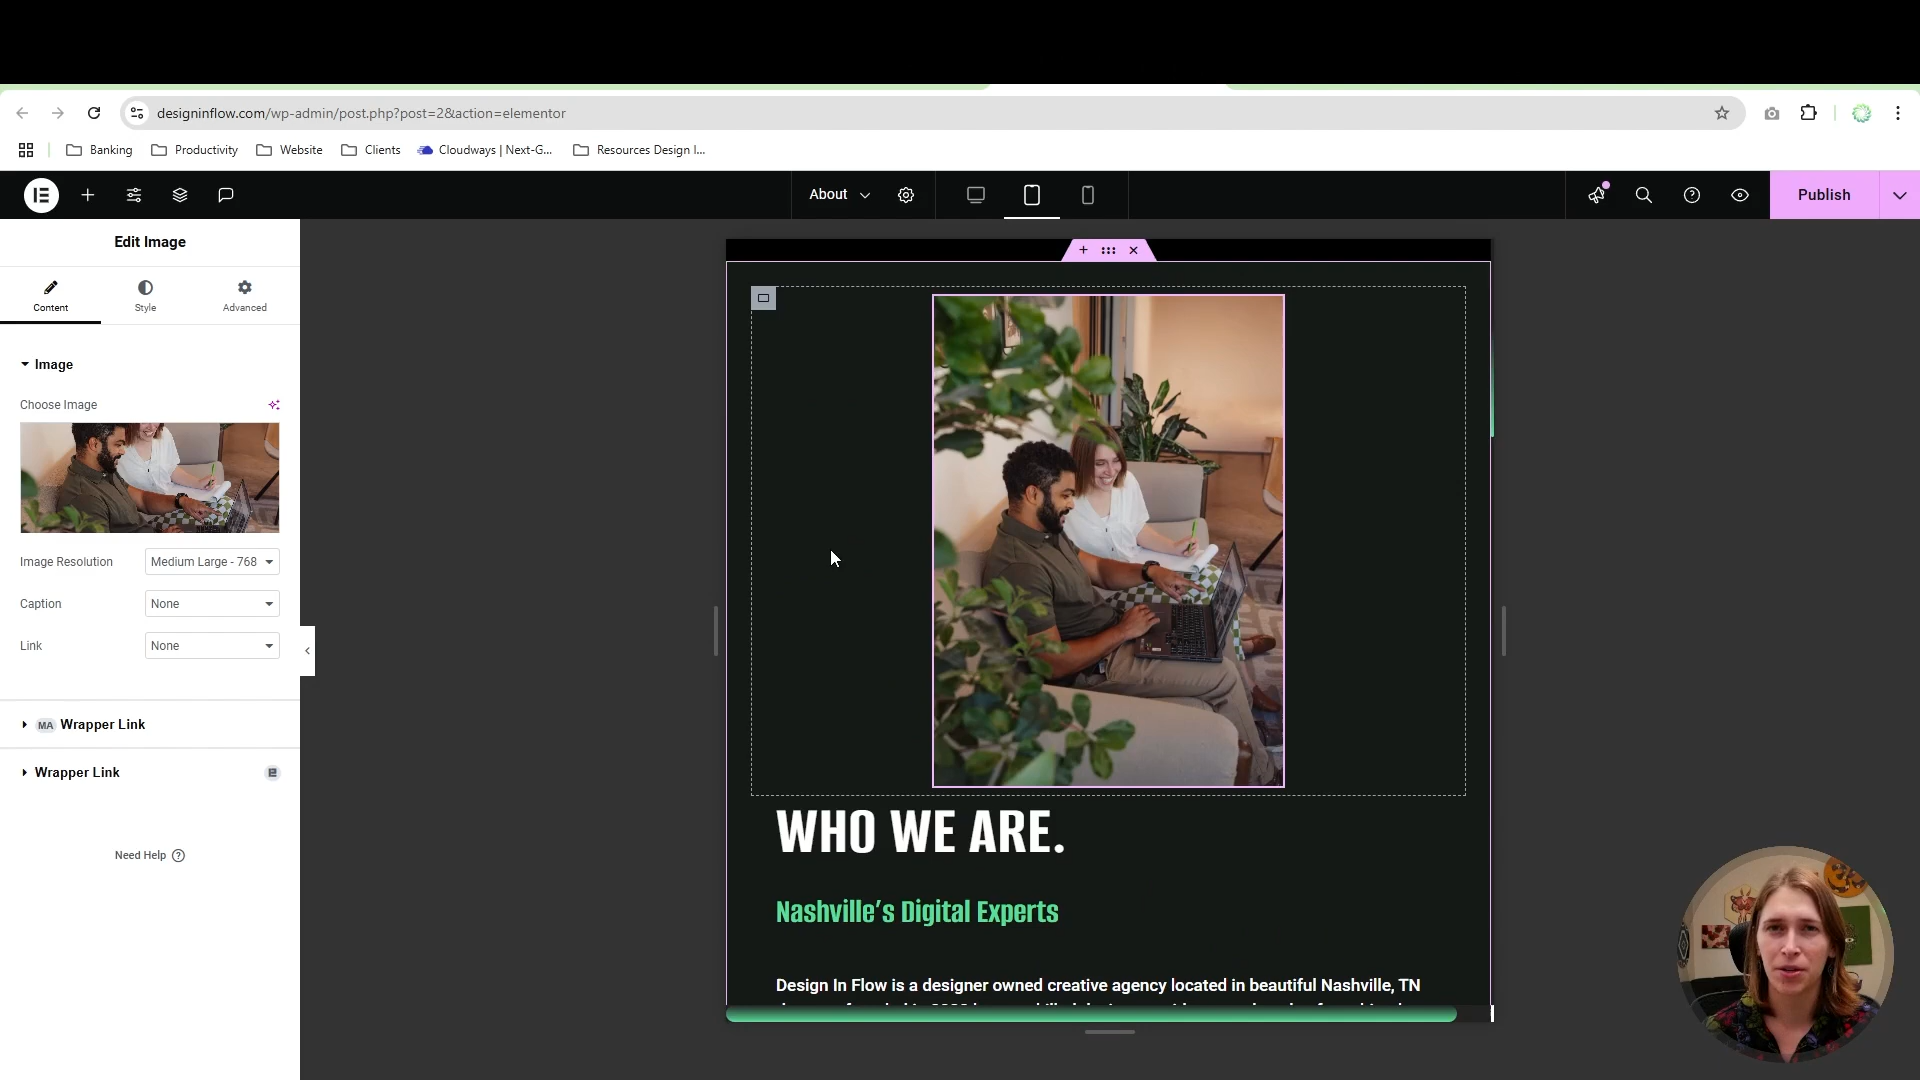 designinflow.com/wp-admin/post.php?post=2&action=elementor
Banking
Productivity
Website
Clients
Cloudways | Next-G...
Resources Design I...
About
Publish
Edit Image
Content
Style
Advanced
Image
Choose Image
Image Resolution
Medium Large - 768
Caption
None
Link
None
MA Wrapper Link
Wrapper Link
Need Help
WHO WE ARE.
Nashville's Digital Experts
Design In Flow is a designer owned creative agency located in beautiful Nashville, TN